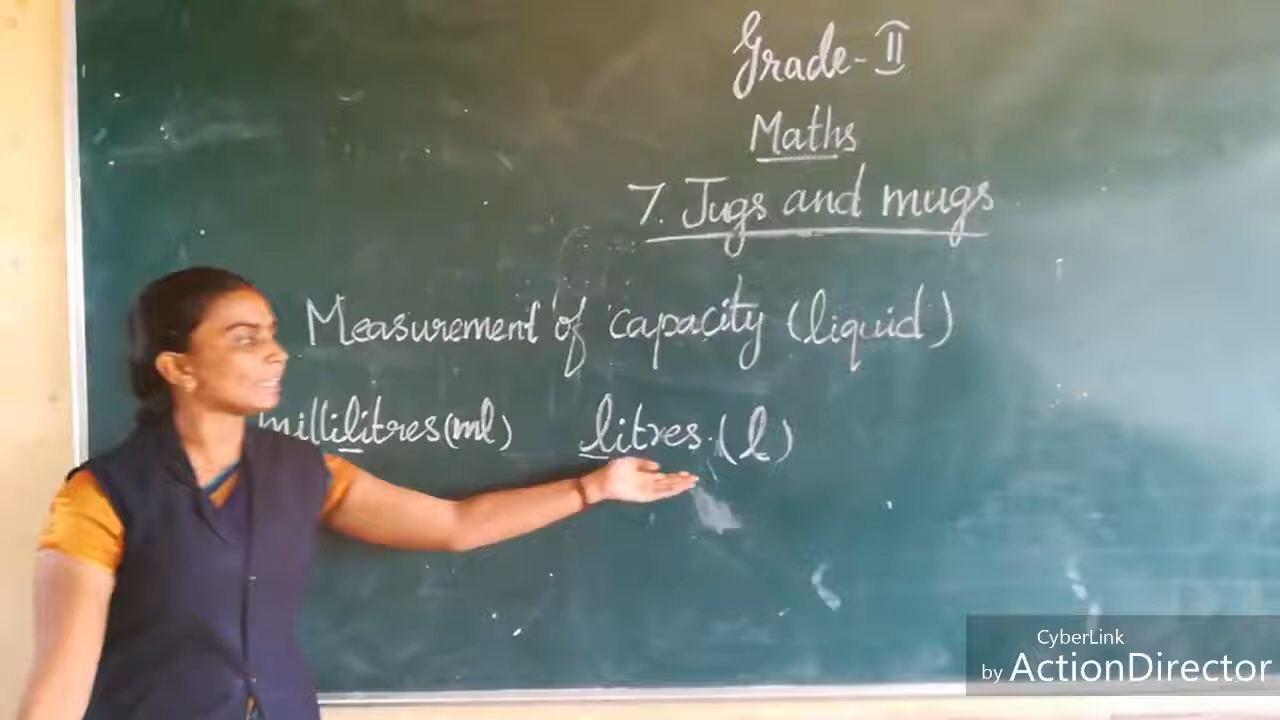 Grade-II
Maths
7. Jugs and mugs
Measurement of capacity (liquid)
millilitres(ml) litres.(l)
CyberLink
by ActionDirector